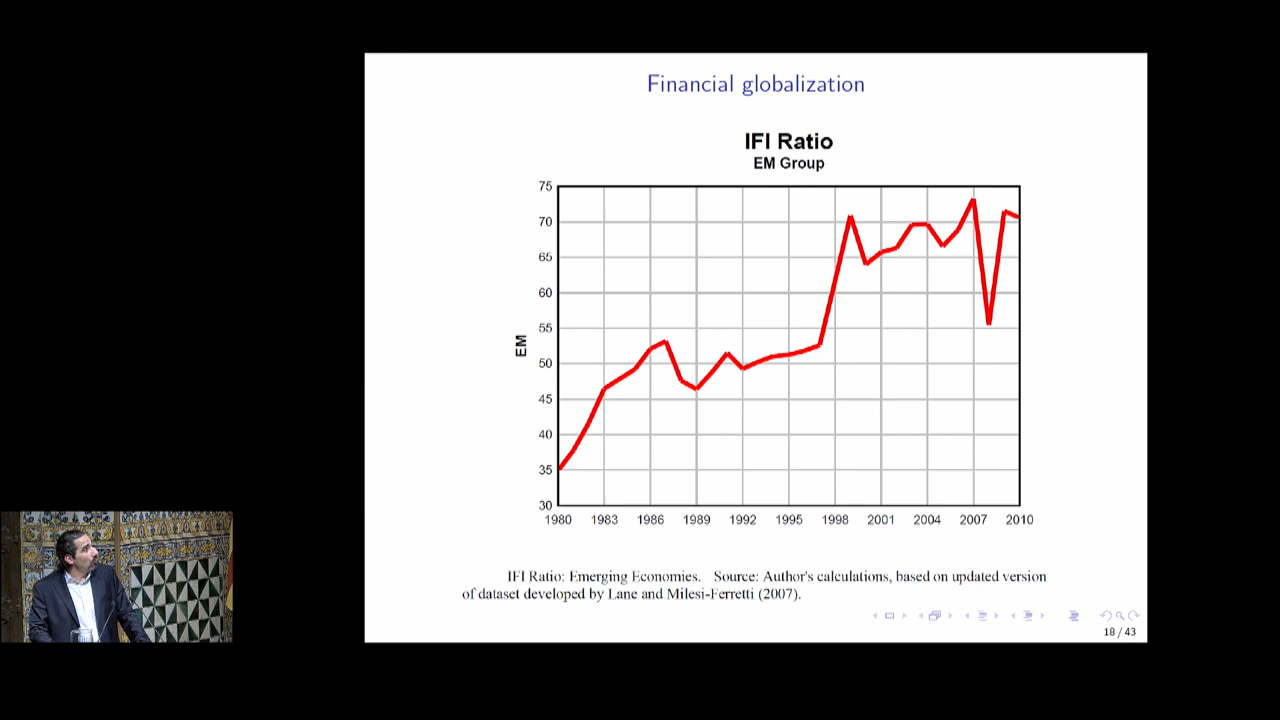 Financial globalization
IFI Ratio
EM Group
75
70
65
60
55
50
45
40
35
30
EM
1980 1983 1986 1989 1992 1995 1998 2001 2004 2007 2010
IFI Ratio: Emerging Economies. Source: Author's calculations, based on updated version
of dataset developed by Lane and Milesi-Ferretti (2007).
18 / 43